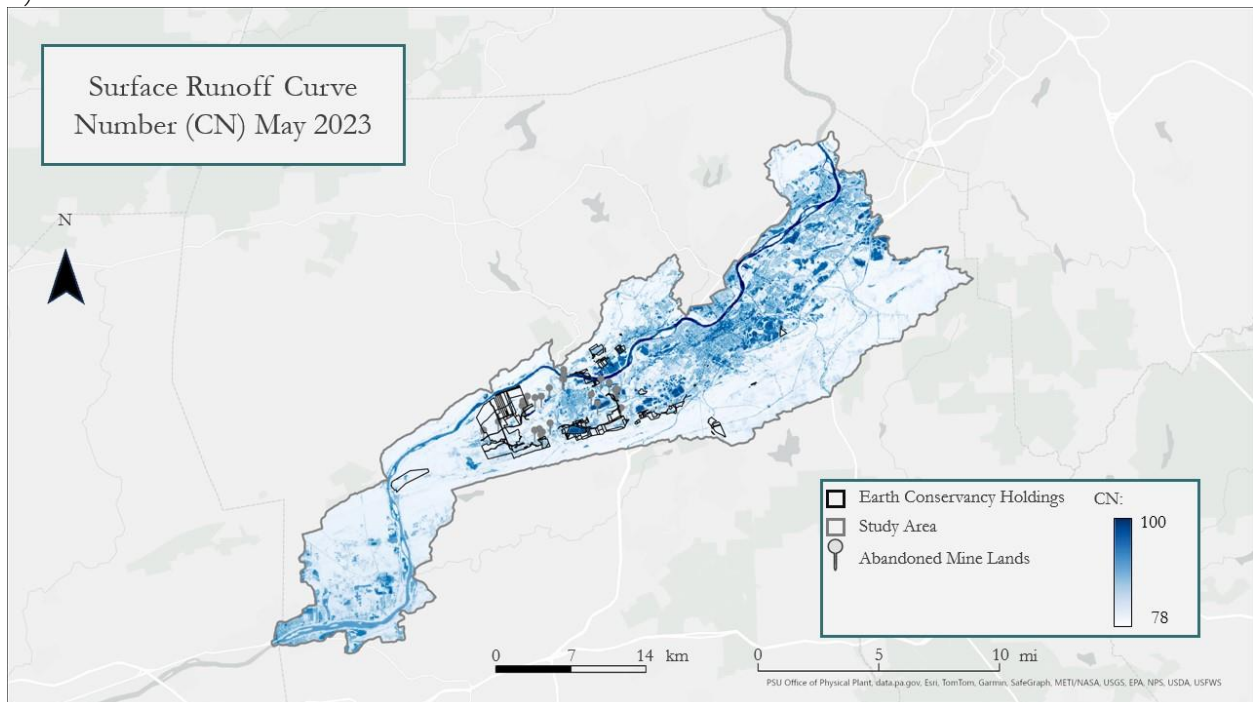 )
Surface Runoff Curve
Number (CN) May 2023
N
Earth Conservancy Holdings
CN:
Study Area
100
Abandoned Mine Lands
78
0 7 14 km
0 5 10 mi
PSU Office of Physical Plant, data.pa.gov, Esri, TomTom, Garmin, SafeGraph, METI/NASA, USGS, EPA, NPS, USDA, USFWS